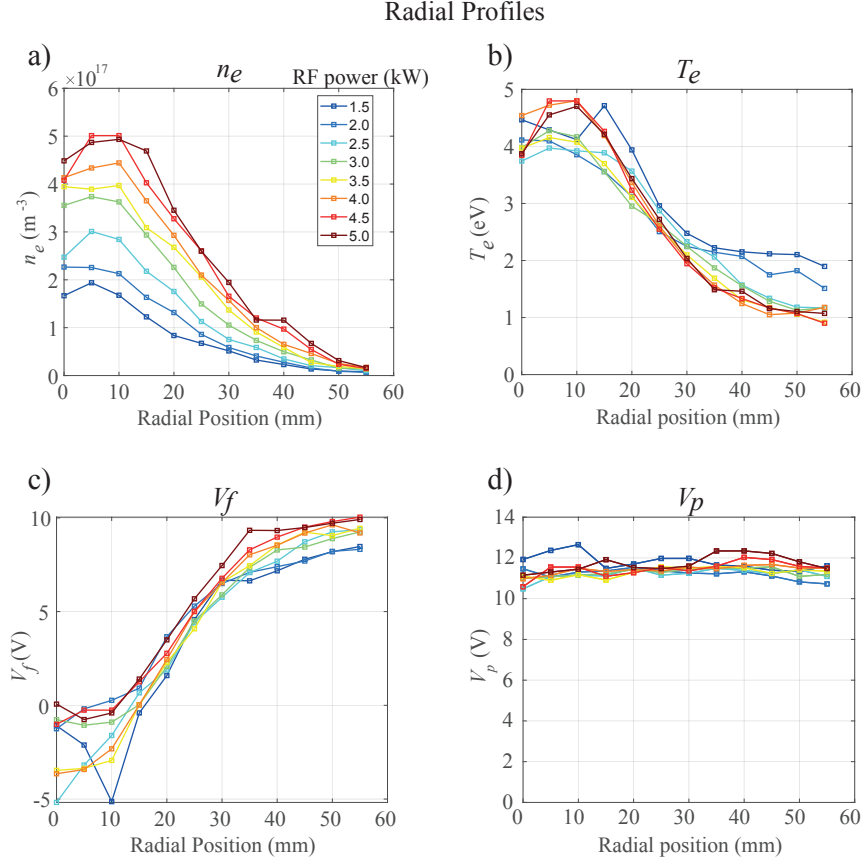 Radial Profiles
a)
n_e
×10^17
RF power (kW)
1.5
2.0
2.5
3.0
3.5
4.0
4.5
5.0
6
5
4
3
2
1
0
n_e (m^-3)
0 10 20 30 40 50 60
Radial Position (mm)
b)
T_e
5
4
3
2
1
0
T_e (eV)
0 10 20 30 40 50 60
Radial position (mm)
c)
V_f
10
5
0
-5
V_f (V)
0 10 20 30 40 50 60
Radial Position (mm)
d)
V_p
14
12
10
8
6
4
2
0
V_p (V)
0 10 20 30 40 50 60
Radial position (mm)